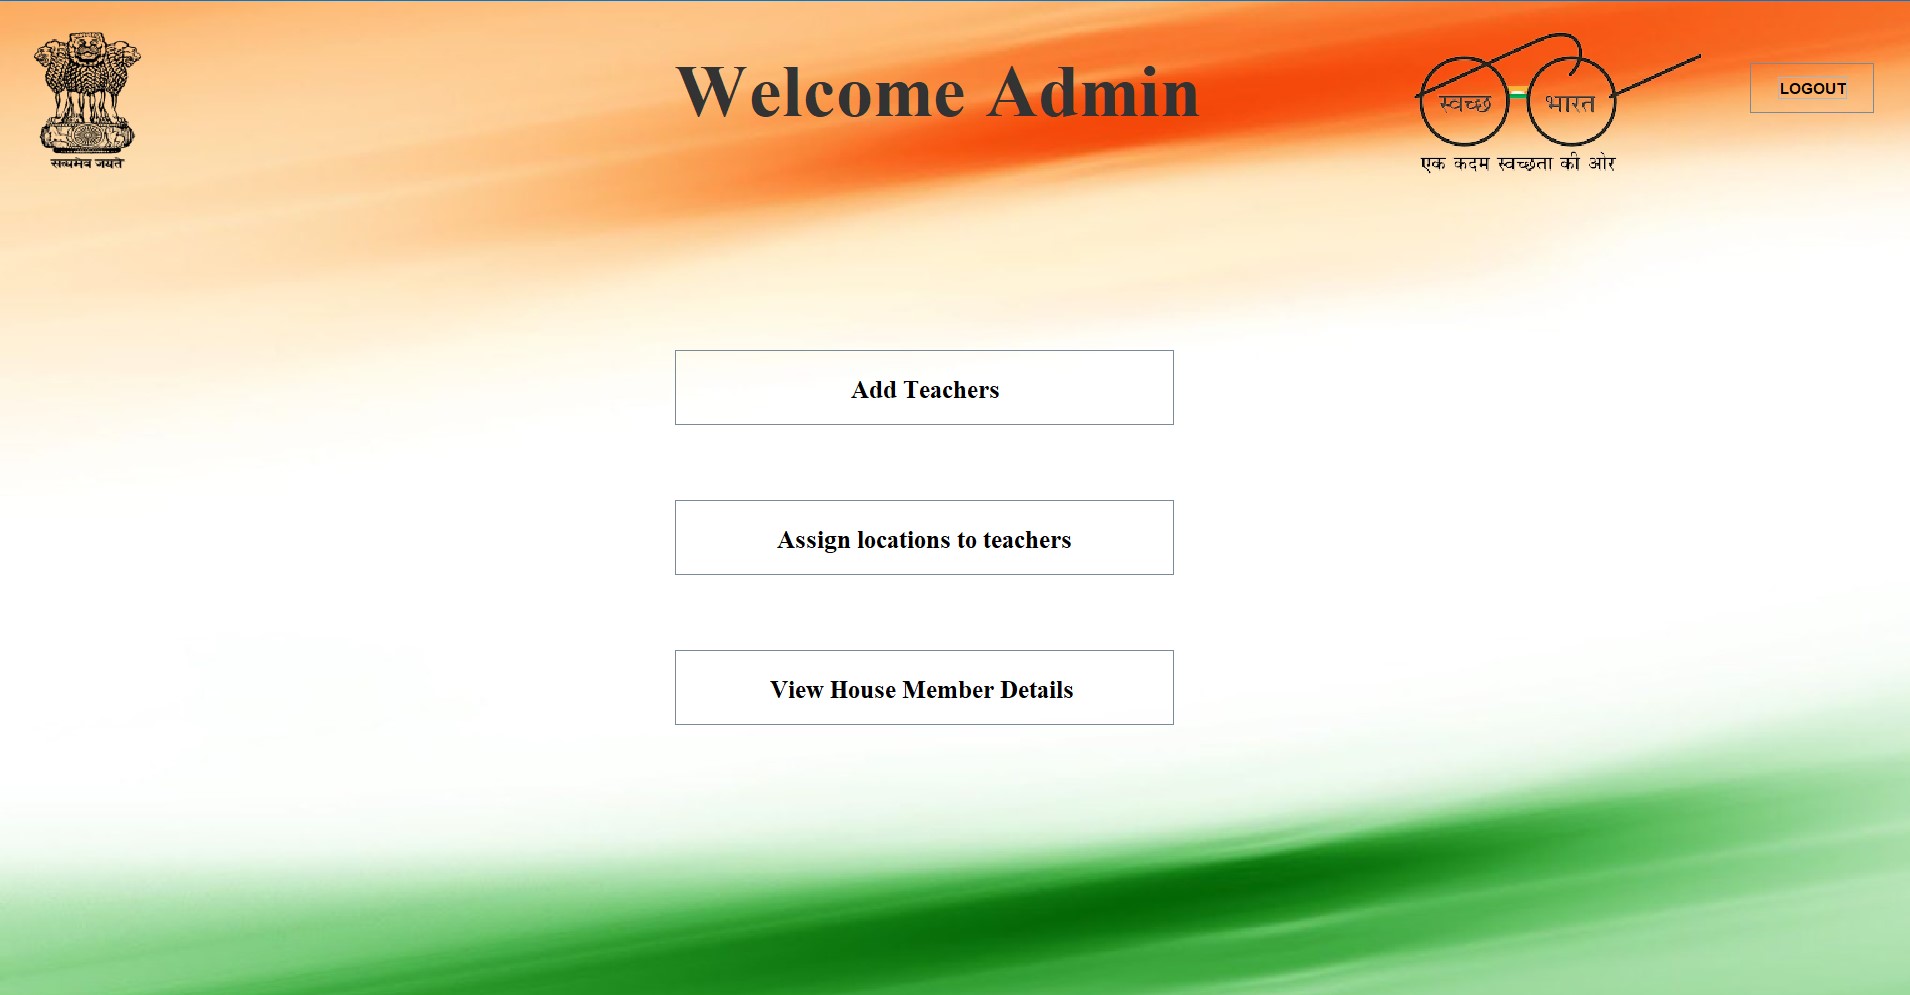 सत्यमेव जयते
Welcome Admin
स्वच्छ भारत
एक कदम स्वच्छता की ओर
LOGOUT
Add Teachers
Assign locations to teachers
View House Member Details